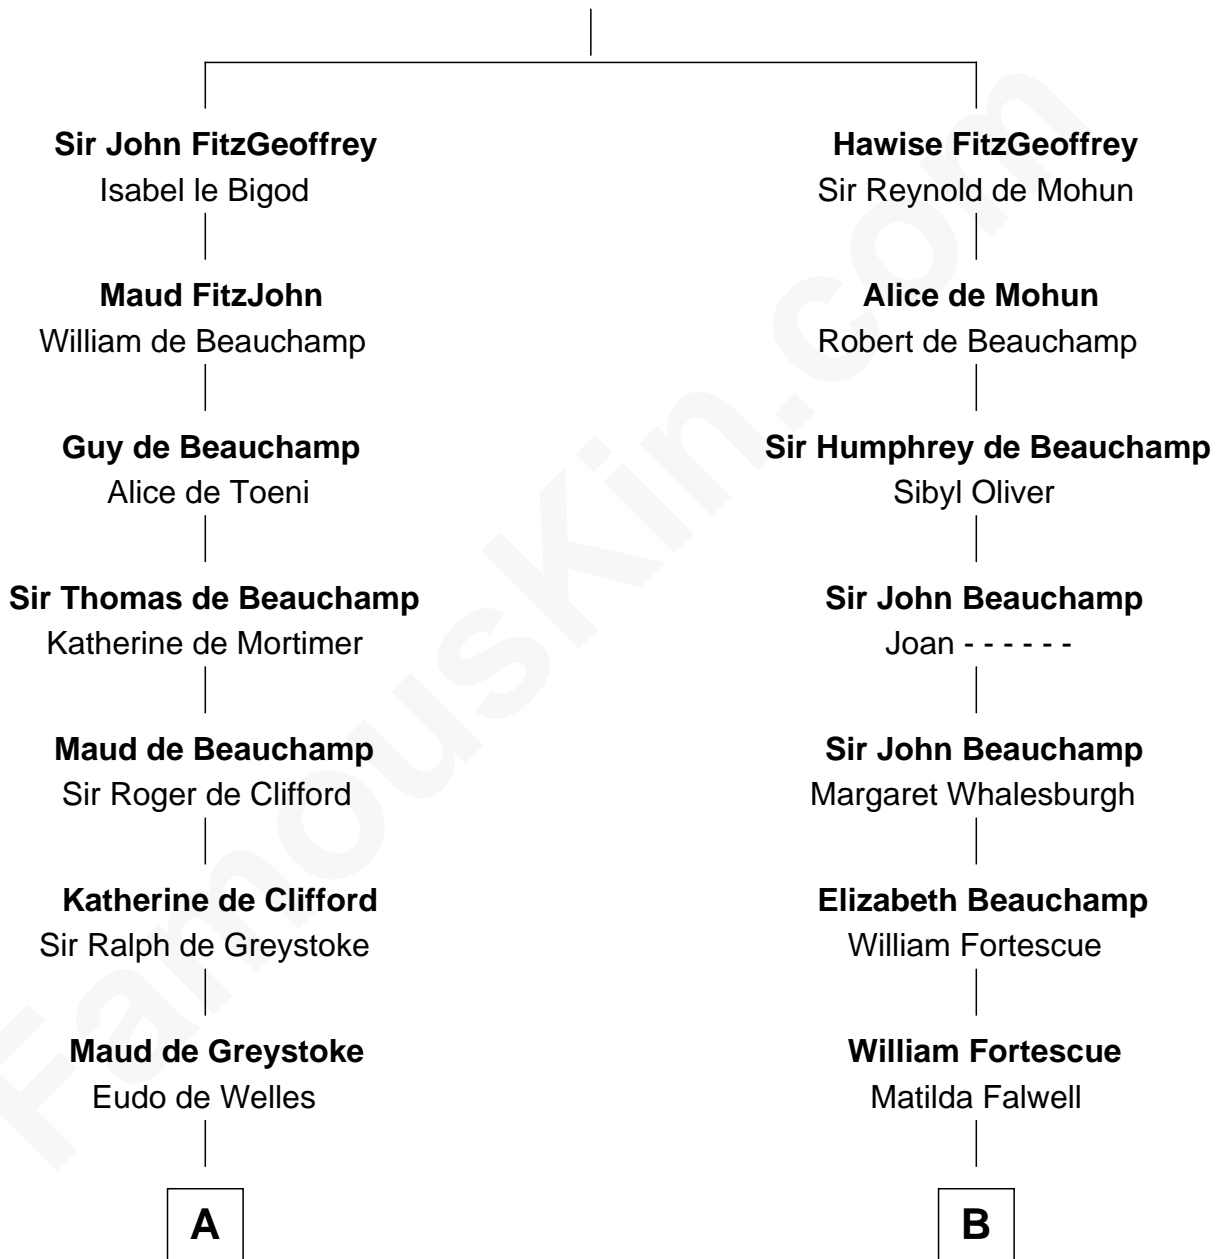 Sir John FitzGeoffrey
Isabel le Bigod
Maud FitzJohn
William de Beauchamp
Guy de Beauchamp
Alice de Toeni
Sir Thomas de Beauchamp
Katherine de Mortimer
Maud de Beauchamp
Sir Roger de Clifford
Katherine de Clifford
Sir Ralph de Greystoke
Maud de Greystoke
Eudo de Welles
A
Hawise FitzGeoffrey
Sir Reynold de Mohun
Alice de Mohun
Robert de Beauchamp
Sir Humphrey de Beauchamp
Sibyl Oliver
Sir John Beauchamp
Joan - - - - - -
Sir John Beauchamp
Margaret Whalesburgh
Elizabeth Beauchamp
William Fortescue
William Fortescue
Matilda Falwell
B
FamousKin.com